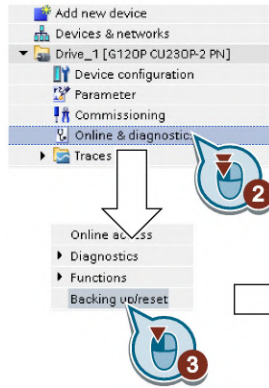 Add new device
Devices & networks
Drive_1 [G120P CU230P-2 PN]
Device configuration
Parameter
Commissioning
Online & diagnostics
Traces
2
Online access
Diagnostics
Functions
Backing up/reset
3